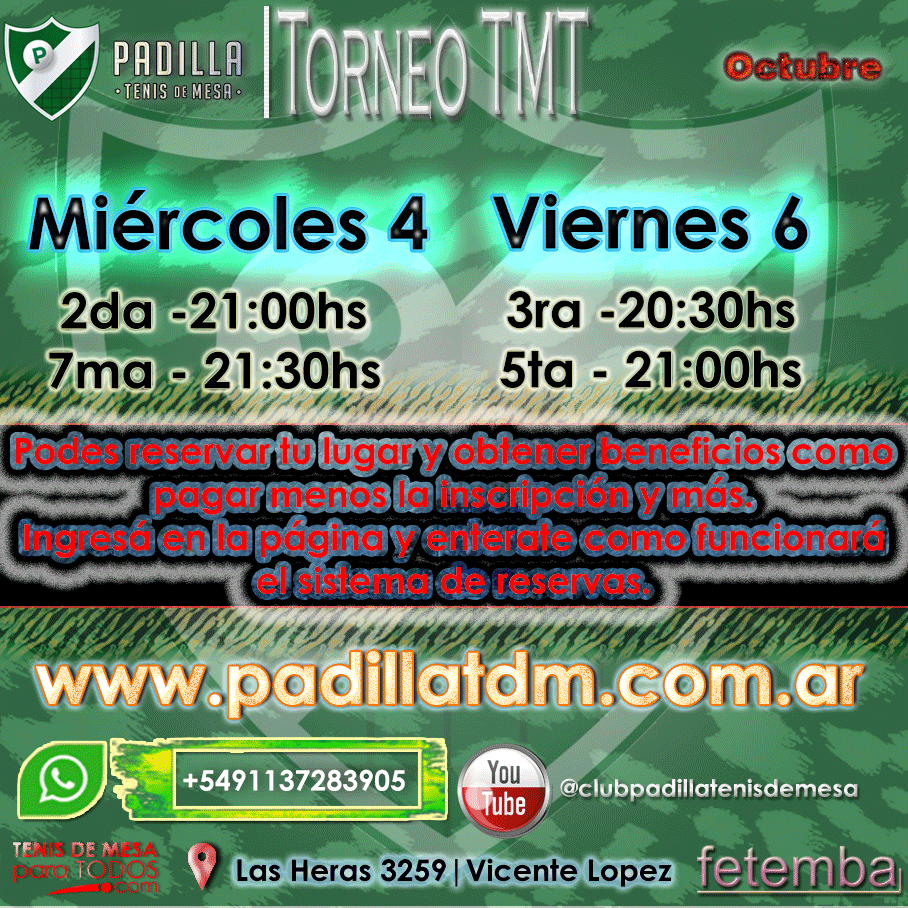 P
PADILLA
·TENIS DE MESA·
TORNEO TMT
Octubre
Miércoles 4
2da -21:00hs
7ma - 21:30hs
Viernes 6
3ra -20:30hs
5ta - 21:00hs
Podes reservar tu lugar y obtener beneficios como
pagar menos la inscripción y más.
Ingresá en la página y enterate como funcionará
el sistema de reservas.
www.padillatdm.com.ar
+5491137283905
You
Tube
@clubpadillatenisdemesa
TENIS DE MESA
para TODOS
.com
Las Heras 3259|Vicente Lopez
fetemba